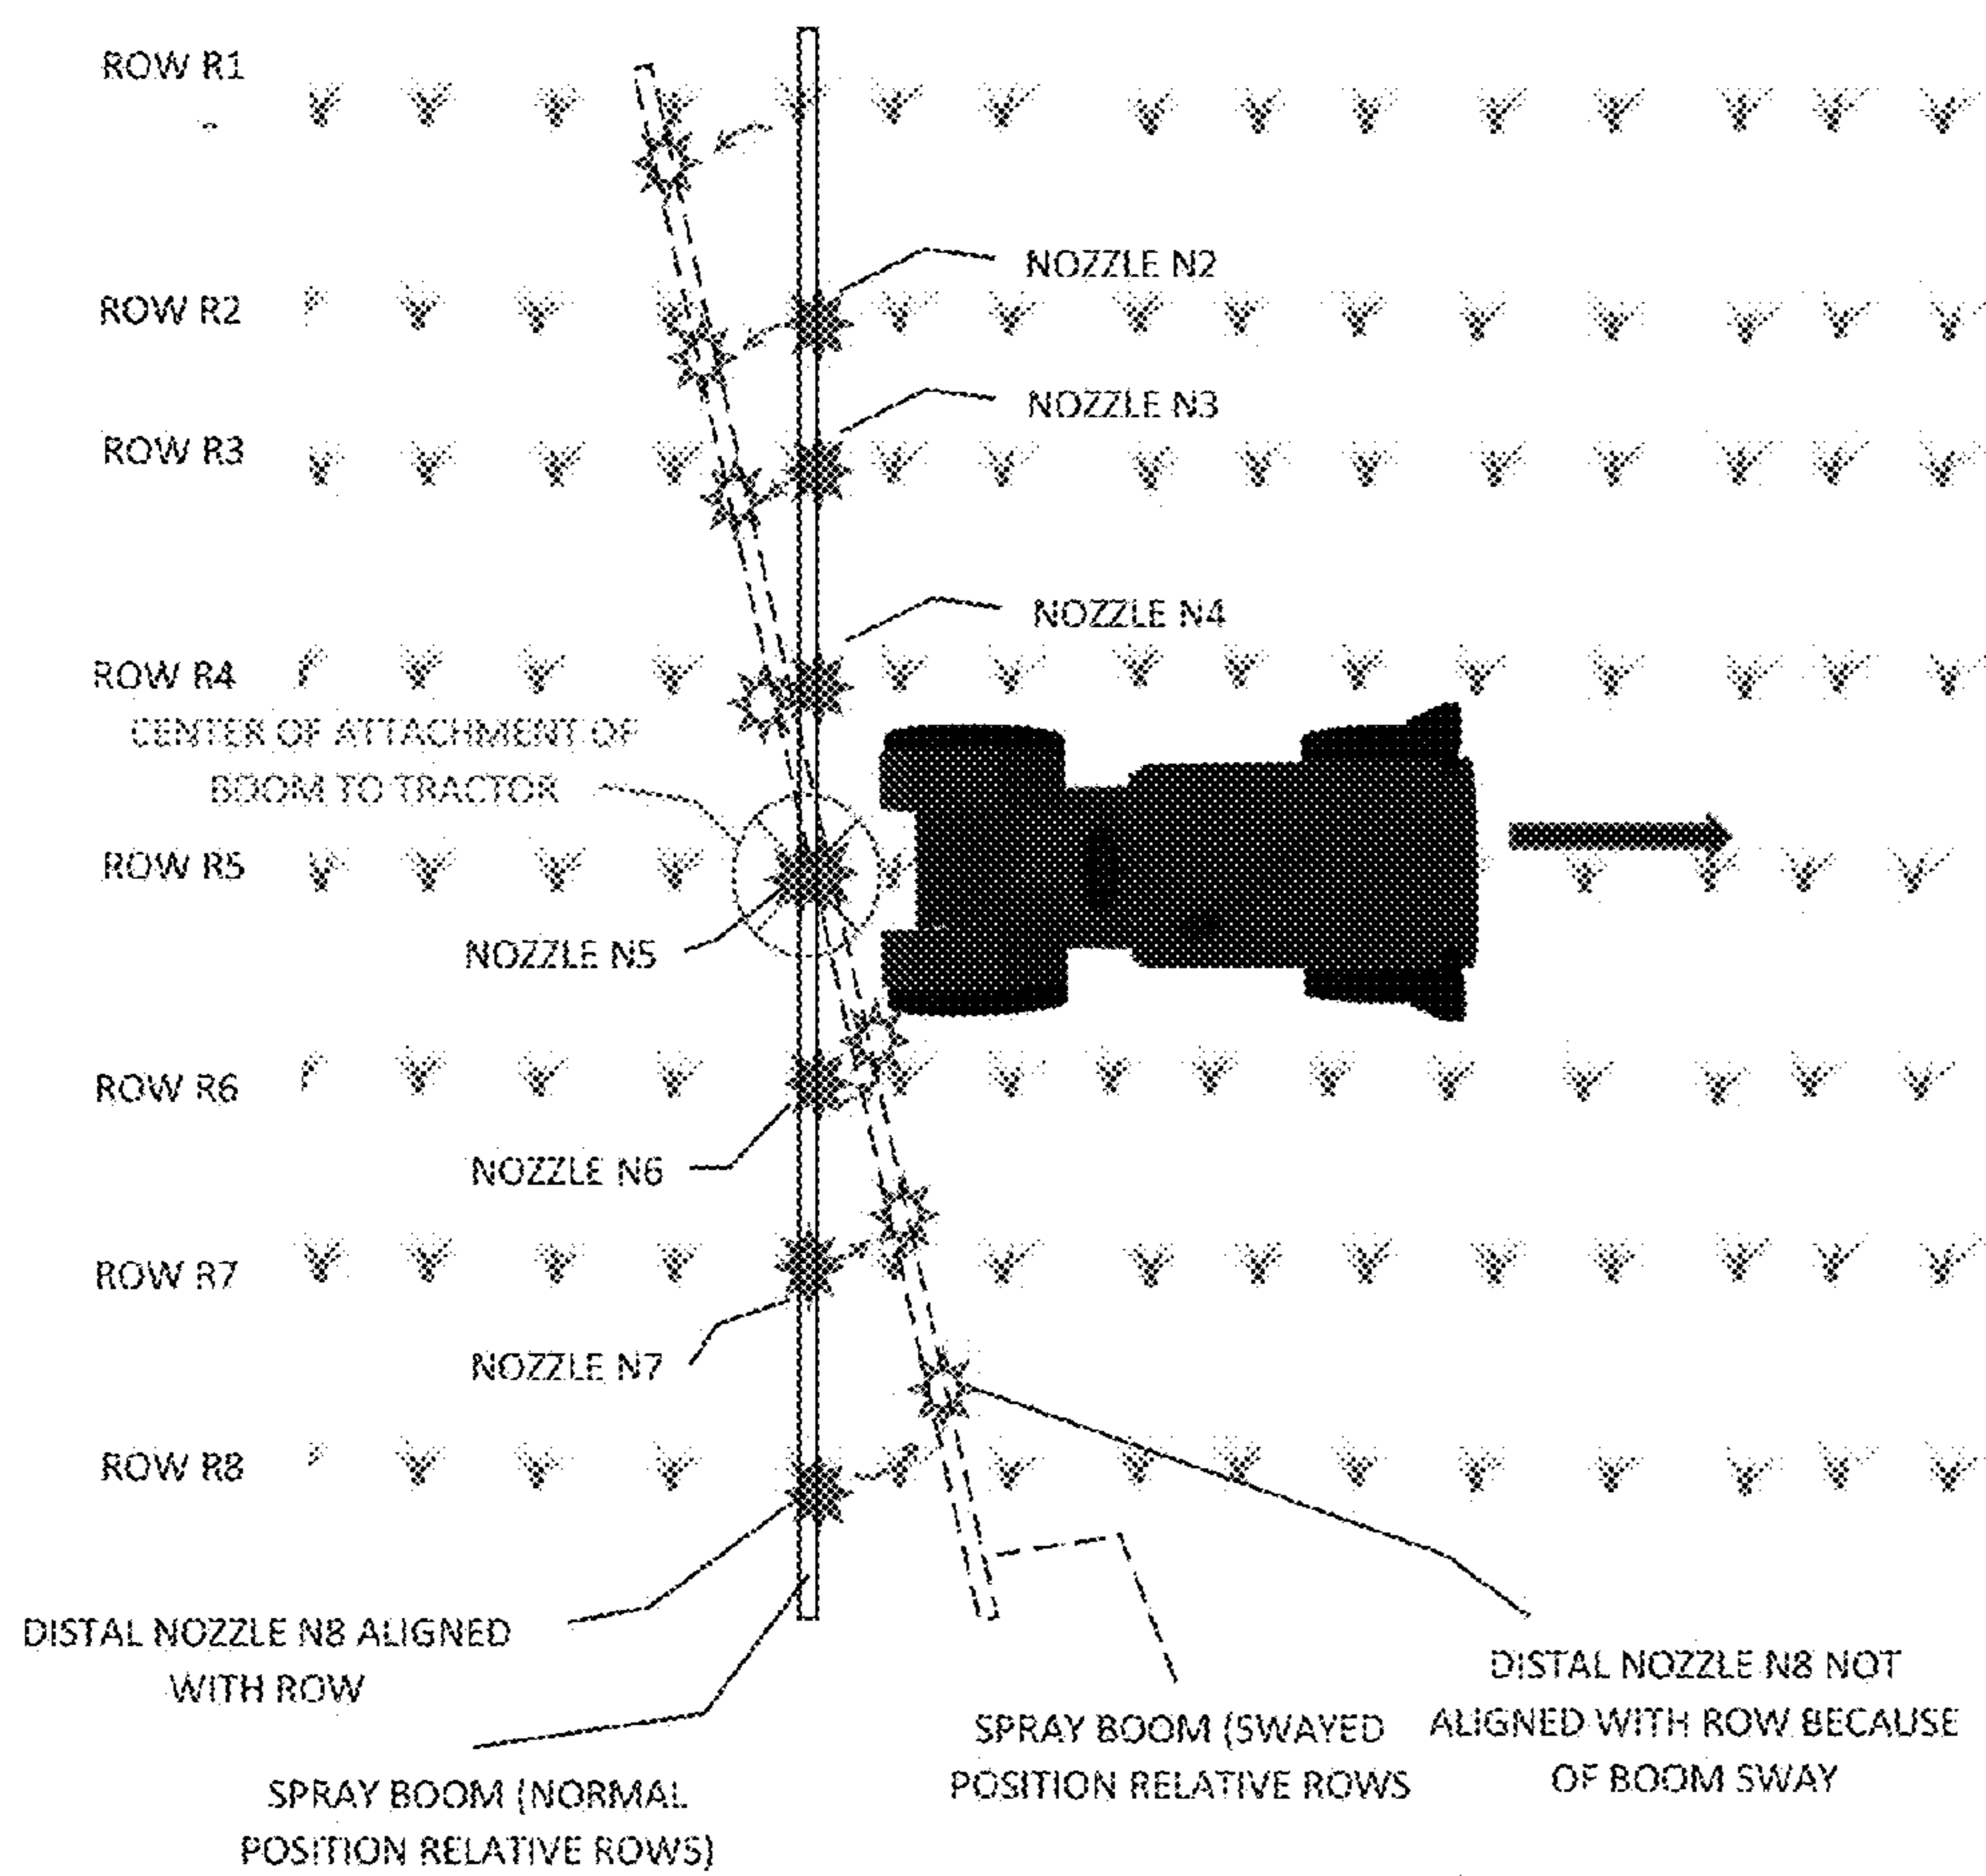 ROW R1
NOZZLE N2
ROW R2
NOZZLE N3
ROW R3
NOZZLE N4
ROW R4
CENTER OF ATTACHMENT OF
BOOM TO TRACTOR
ROW R5
NOZZLE N5
ROW R6
NOZZLE N6
ROW R7
NOZZLE N7
ROW R8
DISTAL NOZZLE N8 ALIGNED
WITH ROW
SPRAY BOOM (NORMAL
POSITION RELATIVE ROWS)
SPRAY BOOM (SWAYED
POSITION RELATIVE ROWS
DISTAL NOZZLE N8 NOT
ALIGNED WITH ROW BECAUSE
OF BOOM SWAY